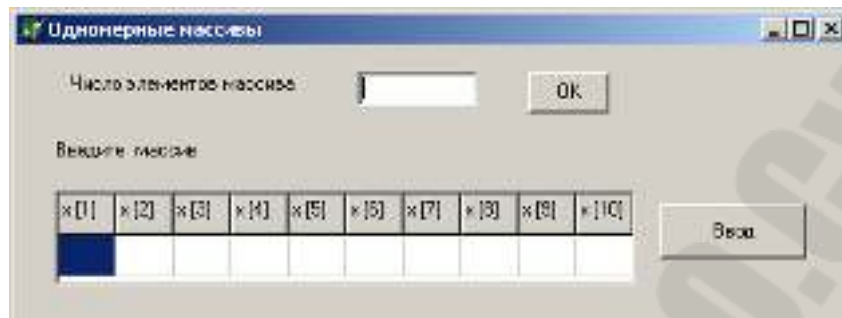 Одномерные массивы
Число элементов массива
OK
Введите массив
x [1] x [2] x [3] x [4] x [5] x [6] x [7] x [8] x [9] x [10]
Ввод